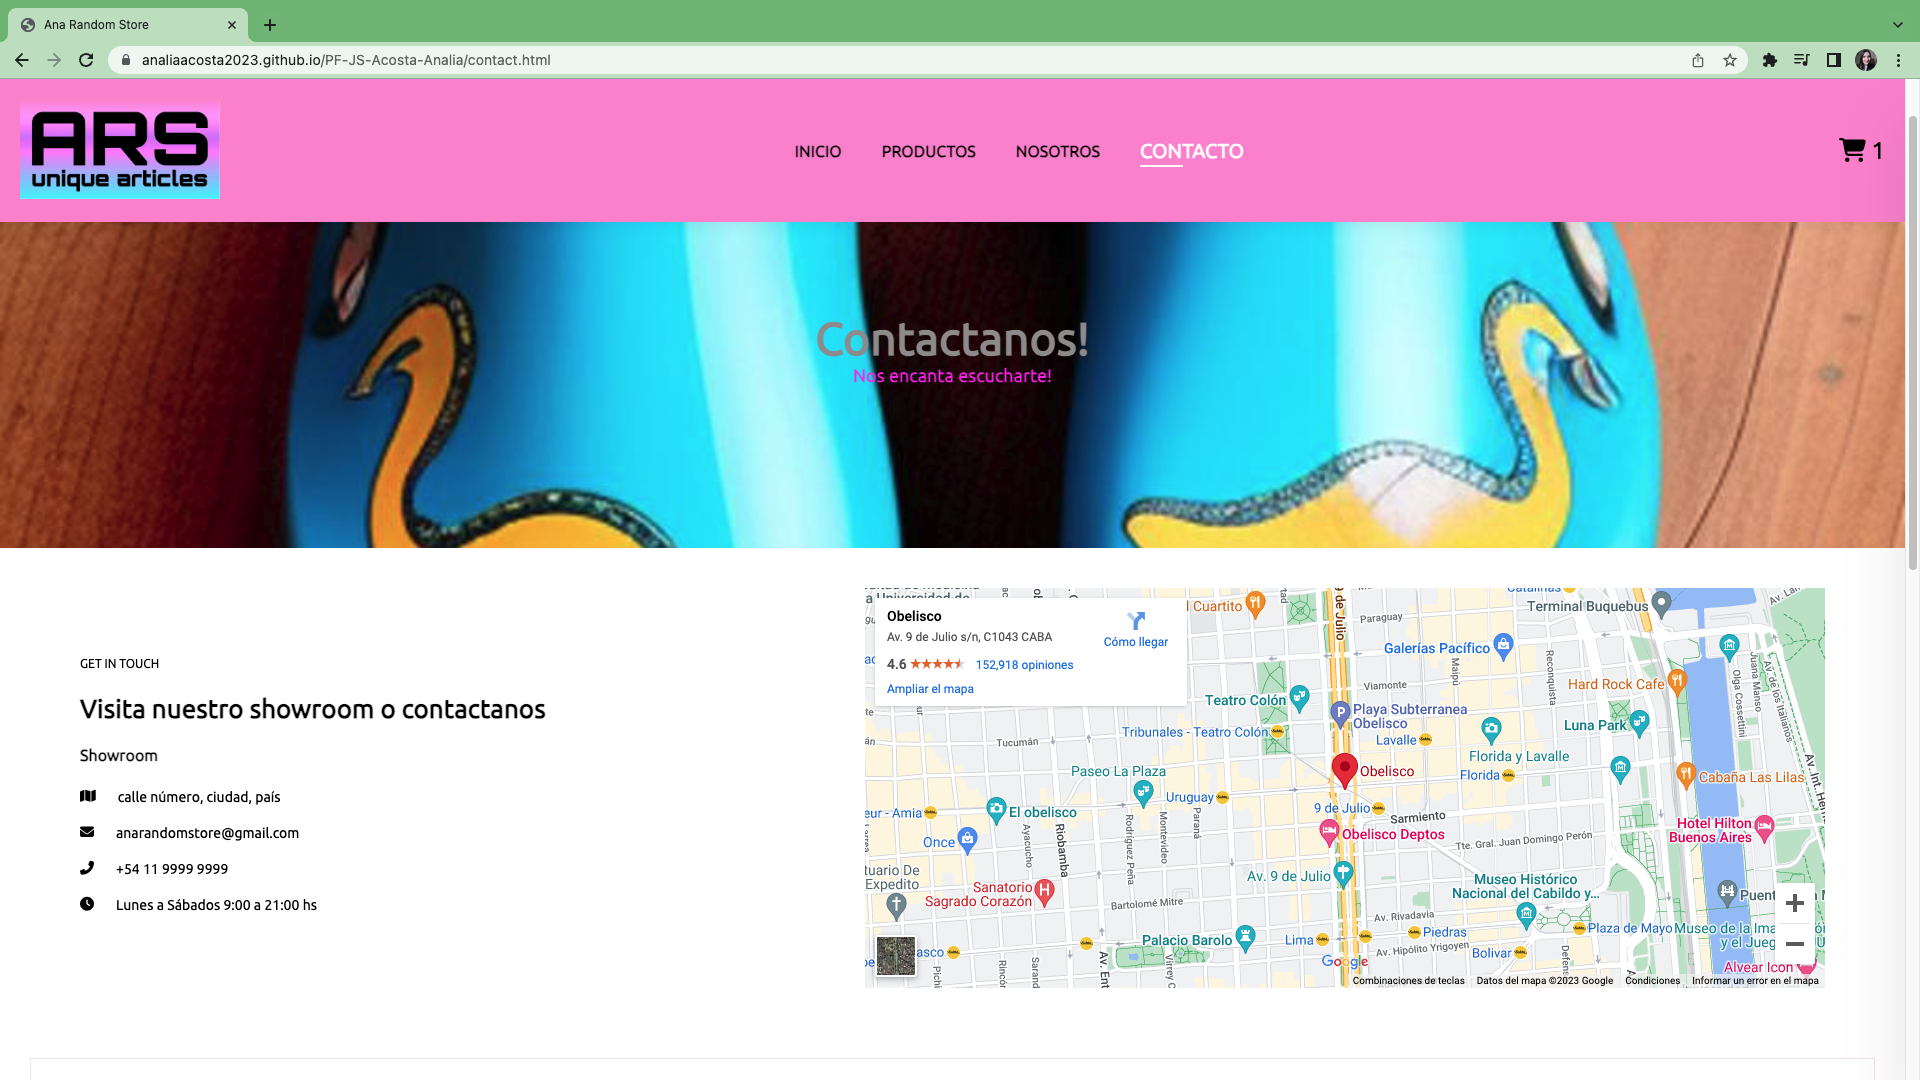 Ana Random Store
analiaacosta2023.github.io/PF-JS-Acosta-Analia/contact.html
ARS
unique articles
INICIO
PRODUCTOS
NOSOTROS
CONTACTO
1
Contactanos!
Nos encanta escucharte!
GET IN TOUCH
Visita nuestro showroom o contactanos
Showroom
calle número, ciudad, país
anarandomstore@gmail.com
+54 11 9999 9999
Lunes a Sábados 9:00 a 21:00 hs
Obelisco
Av. 9 de Julio s/n, C1043 CABA
Cómo llegar
4.6
152,918 opiniones
Ampliar el mapa
l Cuartito
9 de Julio
Paraguay
Terminal Buquebus
Galerías Pacífico
Maipú
Reconquista
Juana Manso
Olga Cossettini
Av. de los Italianos
Hard Rock Cafe
Viamonte
Teatro Colón
Playa Subterranea
Obelisco
Luna Park
Tribunales - Teatro Colón
Lavalle
Tucumán
Florida y Lavalle
Paseo La Plaza
Obelisco
Florida
Cabaña Las Lilas
Uruguay
9 de Julio
Sarmiento
eur - Amia
El obelisco
Ayacucho
Riobamba
Rodríguez Peña
Montevideo
Paraná
Once
Obelisco Deptos
Tte. Gral. Juan Domingo Perón
Hotel Hilton
Buenos Aires
tuario De
Expedito
Sanatorio
Sagrado Corazón
Av. 9 de Julio
Museo Histórico
Nacional del Cabildo y...
Bartolomé Mitre
Av. Rivadavia
Piedras
Plaza de Mayo
Palacio Barolo
Lima
Av. Hipólito Yrigoyen
Bolivar
Museo de la
y el
Alvear Icon
Google
Combinaciones de teclas
Datos del mapa ©2023 Google
Condiciones
Informar un error en el mapa